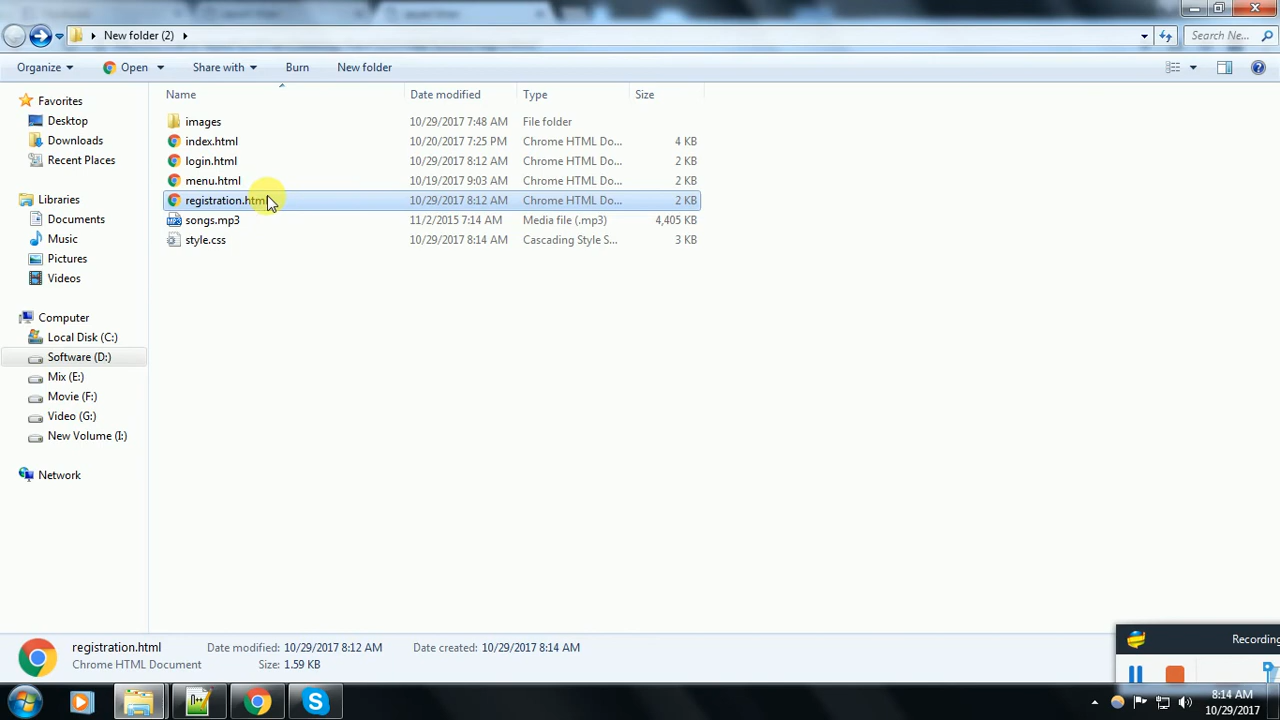 New folder (2)
Search Ne...
Organize
Open
Share with
Burn
New folder
Name
Date modified
Type
Size
Favorites
Desktop
Downloads
Recent Places
Libraries
Documents
Music
Pictures
Videos
Computer
Local Disk (C:)
Software (D:)
Mix (E:)
Movie (F:)
Video (G:)
New Volume (I:)
Network
images 10/29/2017 7:48 AM File folder
index.html 10/20/2017 7:25 PM Chrome HTML Do... 4 KB
login.html 10/29/2017 8:12 AM Chrome HTML Do... 2 KB
menu.html 10/19/2017 9:03 AM Chrome HTML Do... 2 KB
registration.html 10/29/2017 8:12 AM Chrome HTML Do... 2 KB
songs.mp3 11/2/2015 7:14 AM Media file (.mp3) 4,405 KB
style.css 10/29/2017 8:14 AM Cascading Style S... 3 KB
registration.html Date modified: 10/29/2017 8:12 AM Date created: 10/29/2017 8:14 AM
Chrome HTML Document Size: 1.59 KB
Recording
8:14 AM
10/29/2017